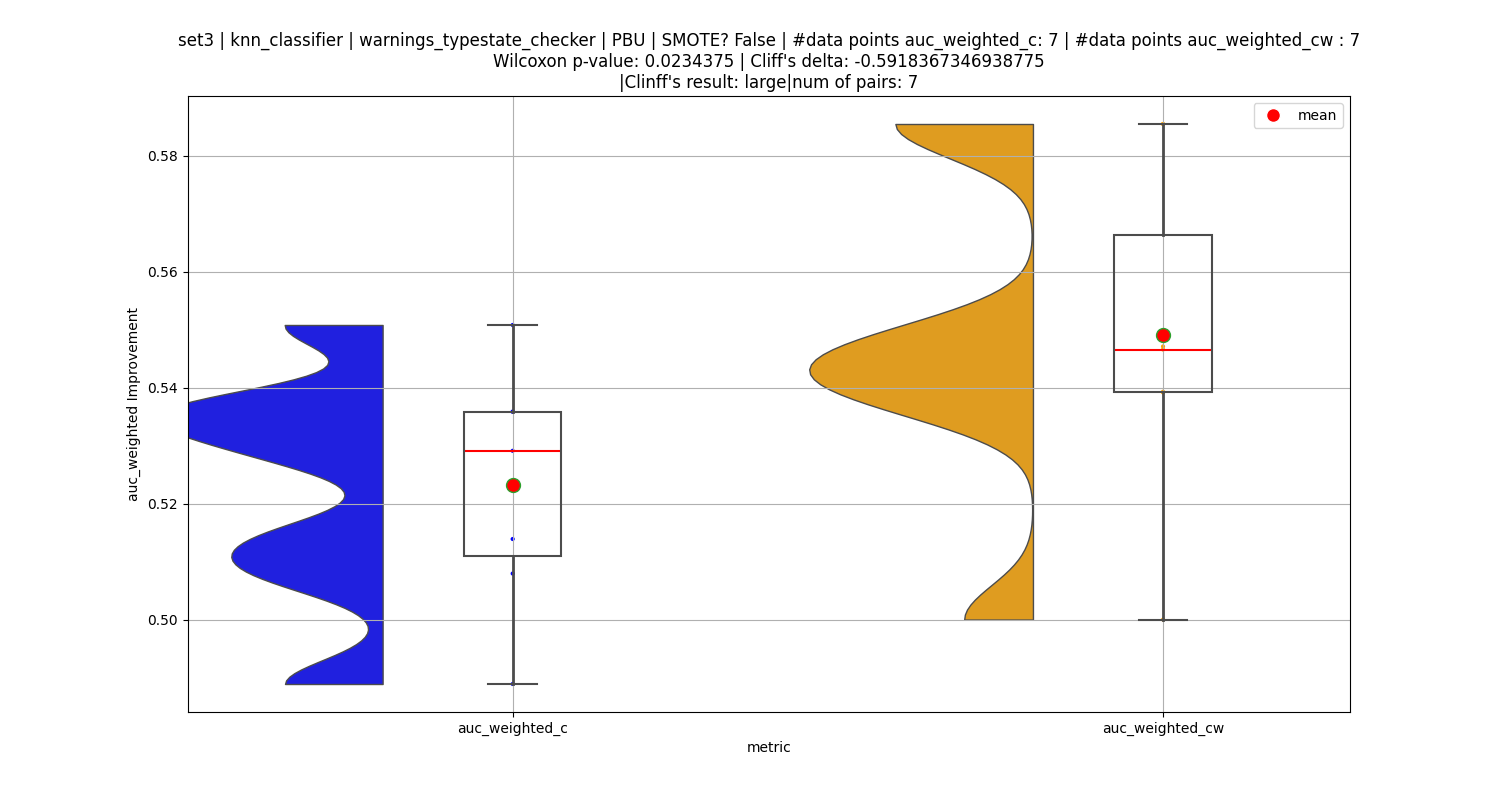 set3 | knn_classifier | warnings_typestate_checker | PBU | SMOTE? False | #data points auc_weighted_c: 7 | #data points auc_weighted_cw : 7
Wilcoxon p-value: 0.0234375 | Cliff's delta: -0.5918367346938775
|Clinff's result: large|num of pairs: 7
mean
0.58
0.56
0.54
0.52
0.50
auc_weighted Improvement
auc_weighted_c
auc_weighted_cw
metric